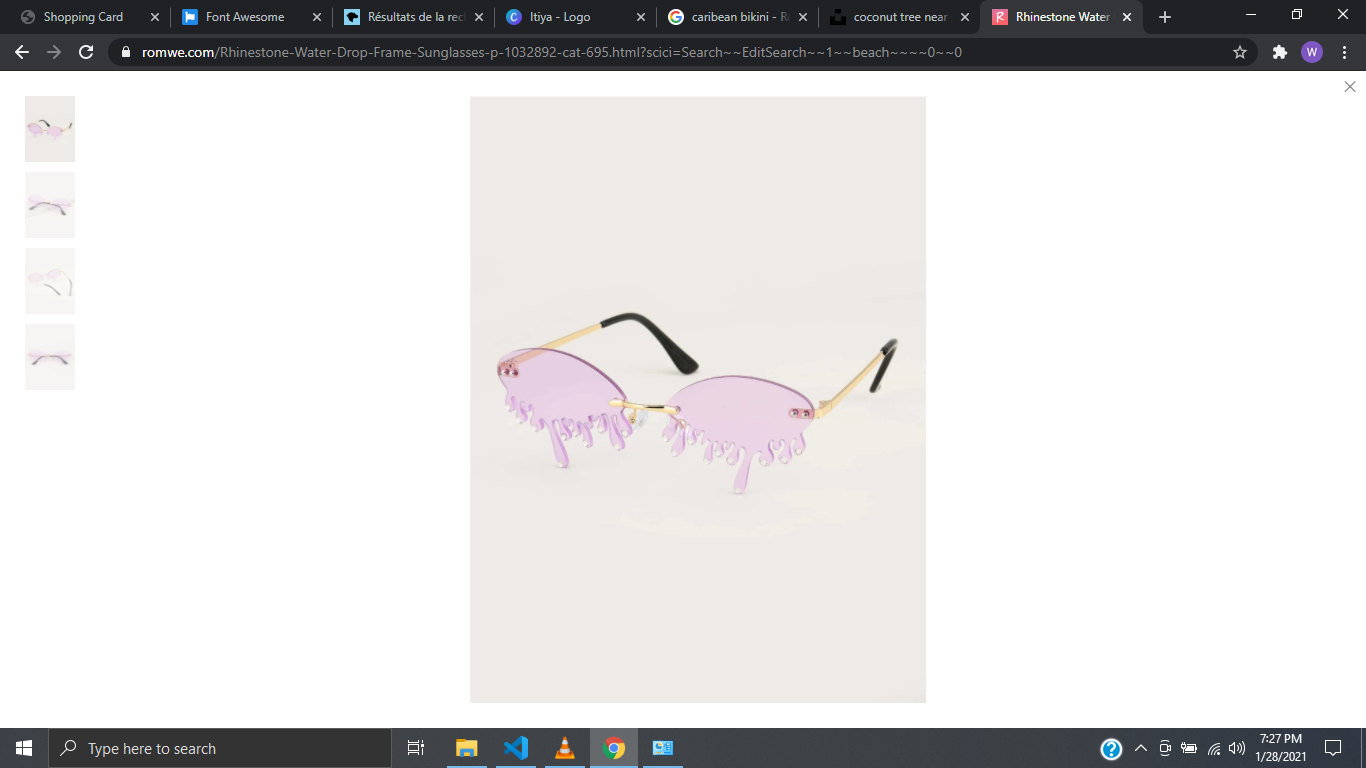 Shopping Card
Font Awesome
Résultats de la rec
Itiya - Logo
caribean bikini - R
coconut tree near
Rhinestone Water
romwe.com/Rhinestone-Water-Drop-Frame-Sunglasses-p-1032892-cat-695.html?scici=Search~~EditSearch~~1~~beach~~~~0~~0
W
Type here to search
7:27 PM
1/28/2021